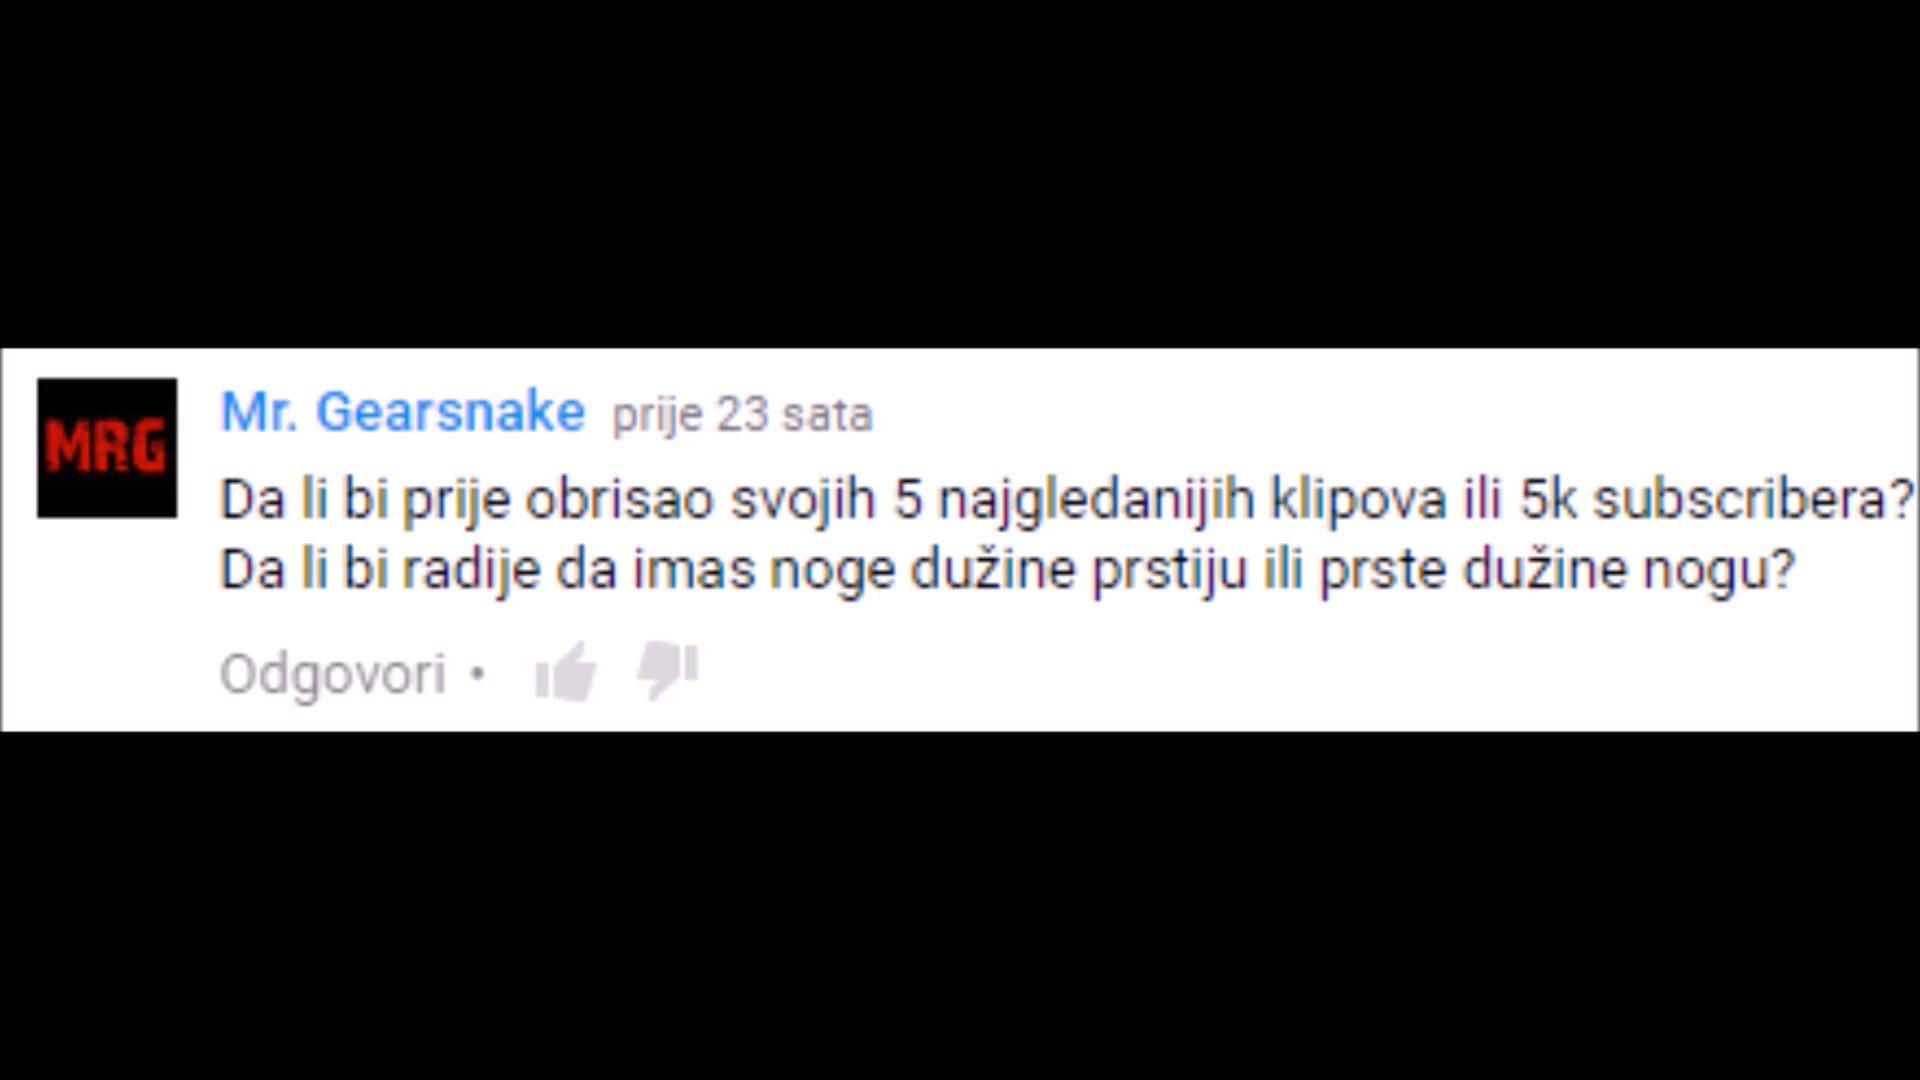 MRG
Mr. Gearsnake prije 23 sata
Da li bi prije obrisao svojih 5 najgledanijih klipova ili 5k subscribera?
Da li bi radije da imas noge dužine prstiju ili prste dužine nogu?
Odgovori •